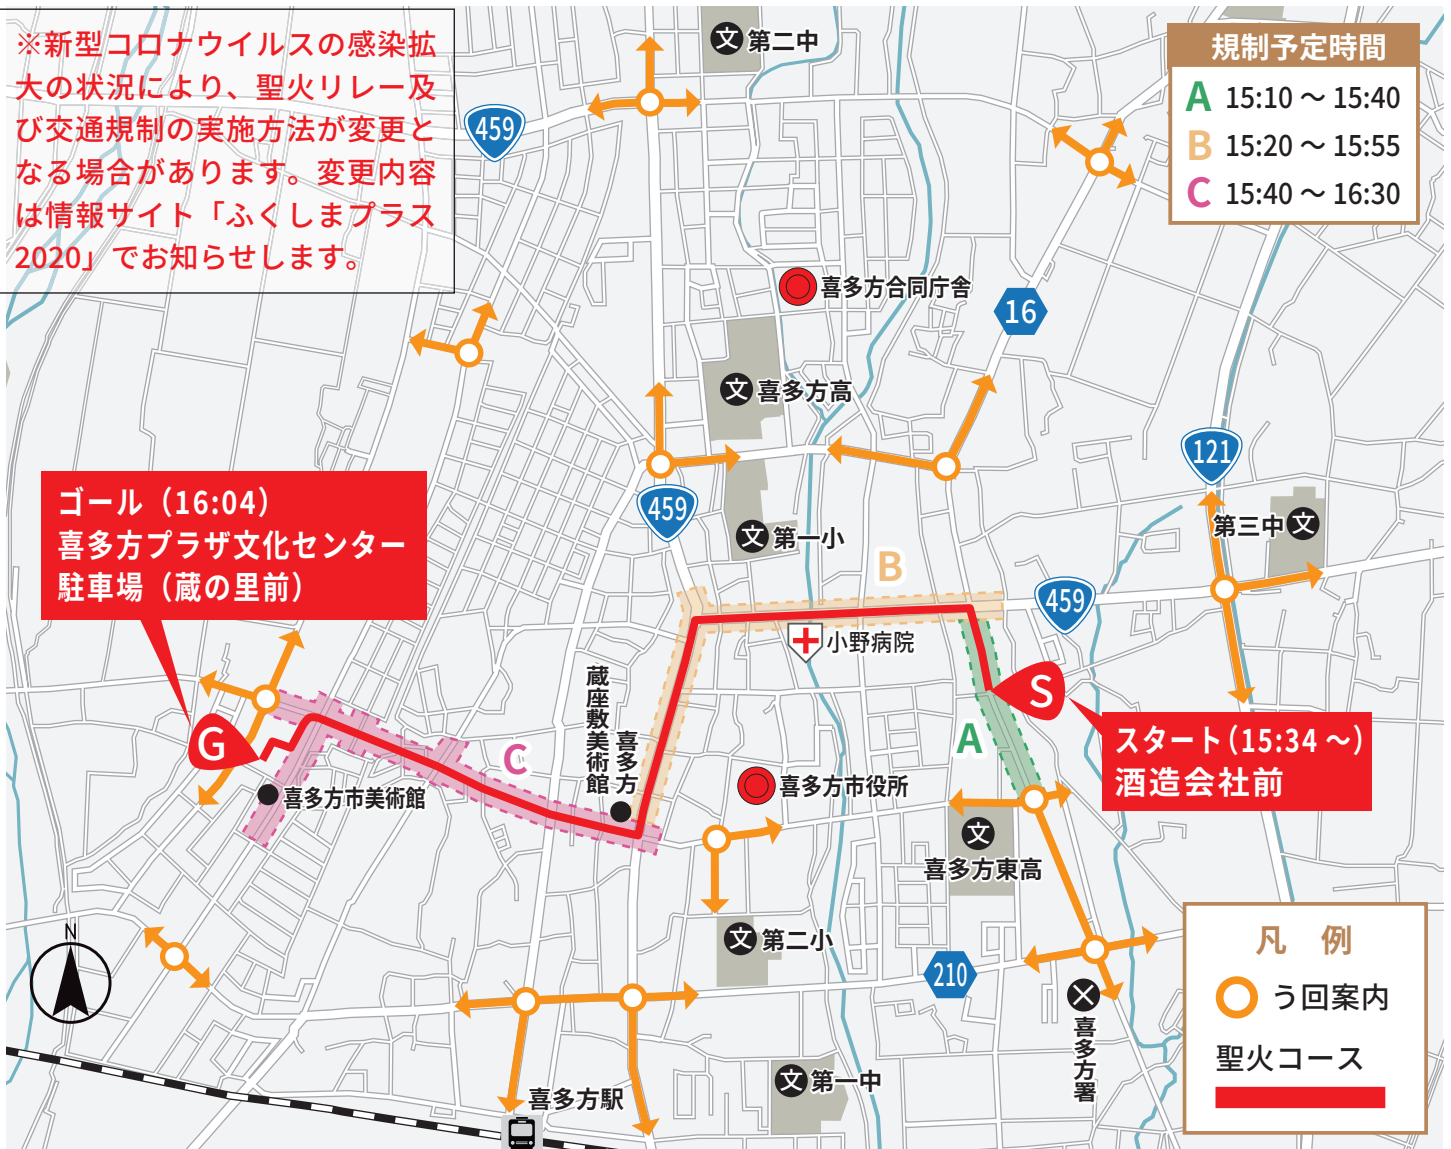 ※新型コロナウイルスの感染拡
大の状況により、聖火リレー及
び交通規制の実施方法が変更と
なる場合があります。変更内容
は情報サイト「ふくしまプラス
2020」でお知らせします。
規制予定時間
A 15:10 ～ 15:40
B 15:20 ～ 15:55
C 15:40 ～ 16:30
文 第二中
459
喜多方合同庁舎
16
文 喜多方高
121
459
文 第一小
第三中 文
B
459
ゴール（16:04）
喜多方プラザ文化センター
駐車場（蔵の里前）
小野病院
喜多方
蔵座敷美術館
S
A
G
C
スタート（15:34 ～）
酒造会社前
喜多方市美術館
喜多方市役所
文
喜多方東高
N
文 第二小
210
喜多方署
文 第一中
喜多方駅
凡 例
う回案内
聖火コース